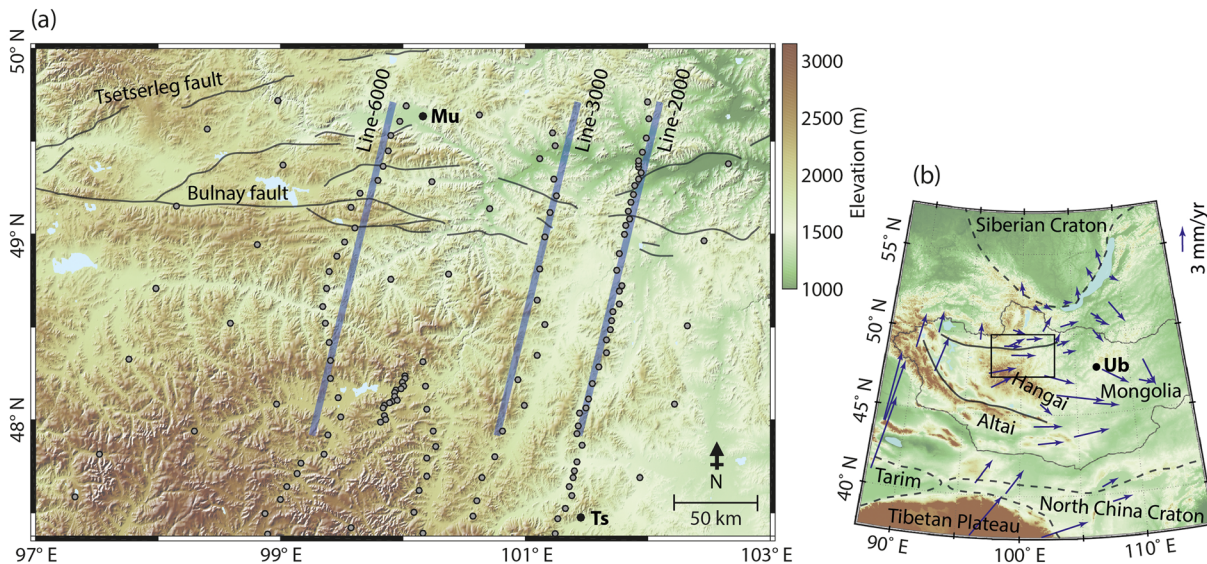 (a)
50° N
49° N
48° N
97° E
99° E
101° E
103° E
Tsetserleg fault
Bulnay fault
Line-6000
Line-3000
Line-2000
Mu
Ts
N
50 km
3000
2500
2000
1500
1000
Elevation (m)
(b)
Siberian Craton
3 mm/yr
55° N
50° N
45° N
40° N
Ub
Hangai
Mongolia
Altai
Tarim
North China Craton
Tibetan Plateau
90° E
100° E
110° E